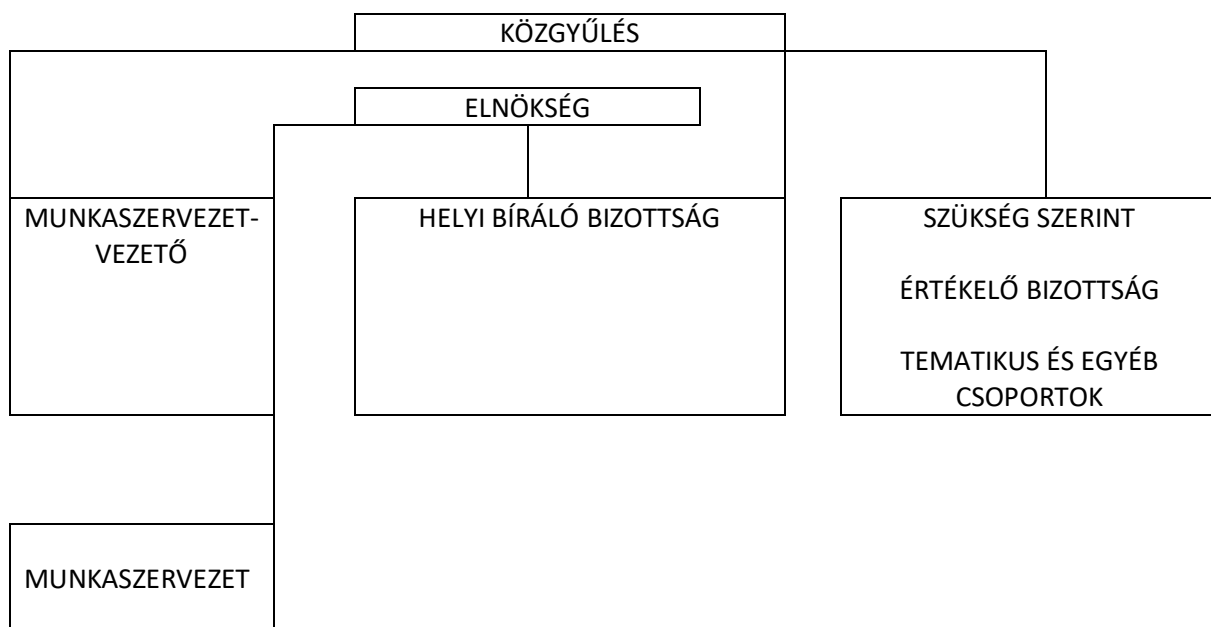 KÖZGYŰLÉS
ELNÖKSÉG
MUNKASZERVEZET-
VEZETŐ
HELYI BÍRÁLÓ BIZOTTSÁG
SZÜKSÉG SZERINT
ÉRTÉKELŐ BIZOTTSÁG
TEMATIKUS ÉS EGYÉB
CSOPORTOK
MUNKASZERVEZET